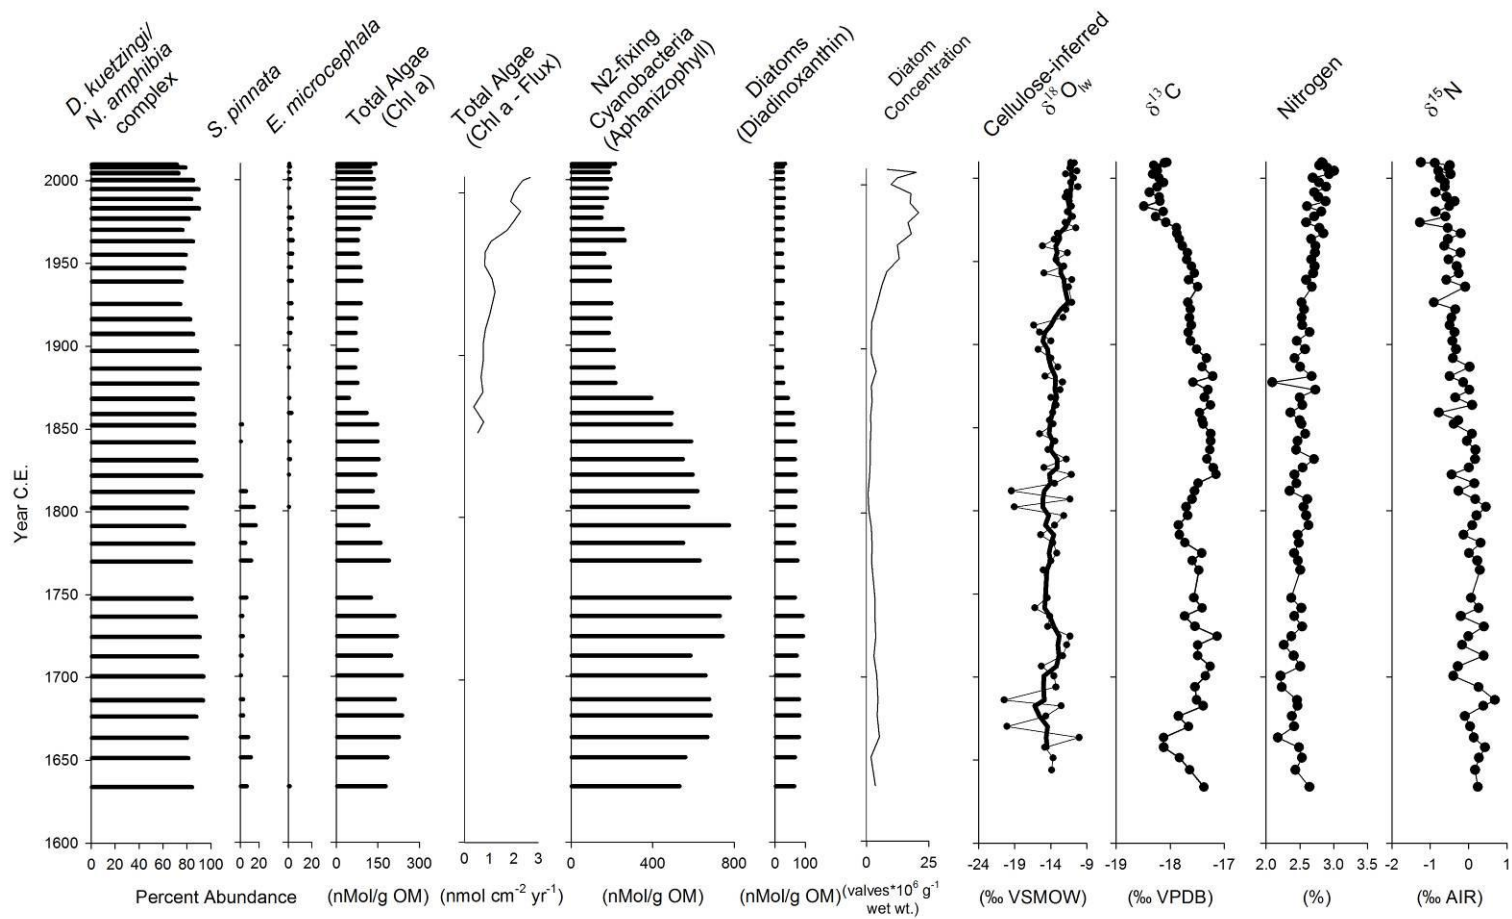 D. kuetzingi/
N. amphibia
complex
S. pinnata
E. microcephala
Total Algae
(Chl a)
Total Algae
(Chl a - Flux)
N2-fixing
Cyanobacteria
(Aphanizophyll)
Diatoms
(Diadinoxanthin)
Diatom
Concentration
Cellulose-inferred
δ¹⁸Olw
δ¹³C
Nitrogen
δ¹⁵N
Year C.E.
2000
1950
1900
1850
1800
1750
1700
1650
1600
0 20 40 60 80 100
0 20
0 20
0 150 300
0 1 2 3
0 400 800
0 100
0 25
-24 -19 -14 -9
-19 -18 -17
2.0 2.5 3.0 3.5
-2 -1 0 1
Percent Abundance
(nMol/g OM)
(nmol cm⁻² yr⁻¹)
(nMol/g OM)
(nMol/g OM)
(valves*10⁶ g⁻¹
wet wt.)
(‰ VSMOW)
(‰ VPDB)
(%)
(‰ AIR)